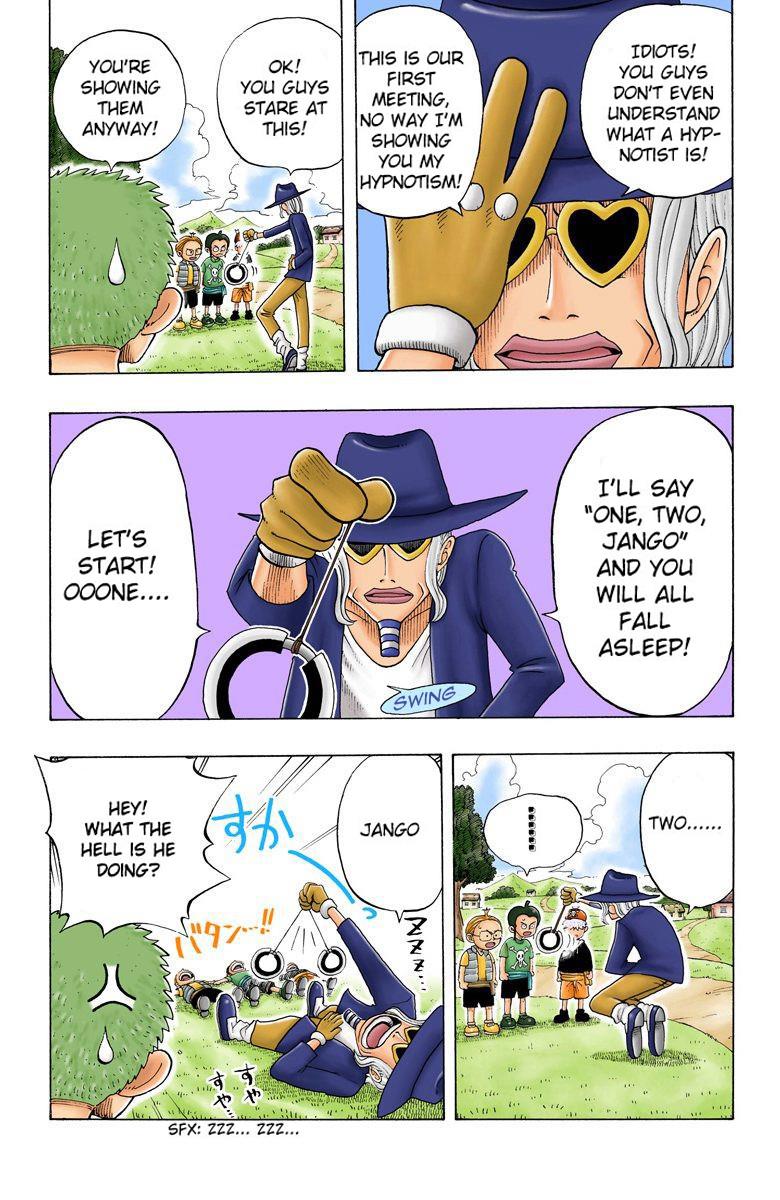 IDIOTS!
YOU GUYS
DON'T EVEN
UNDERSTAND
WHAT A HYP-
NOTIST IS!
THIS IS OUR
FIRST
MEETING,
NO WAY I'M
SHOWING
YOU MY
HYPNOTISM!
OK!
YOU GUYS
STARE AT
THIS!
YOU'RE
SHOWING
THEM
ANYWAY!
I'LL SAY
"ONE, TWO,
JANGO"
AND YOU
WILL ALL
FALL
ASLEEP!
LET'S
START!
OOONE....
SWING
TWO......
......
JANGO
すか
HEY!
WHAT THE
HELL IS HE
DOING?
バタン…!!
ZZZ...
すや…
すや…
SFX: ZZZ... ZZZ...